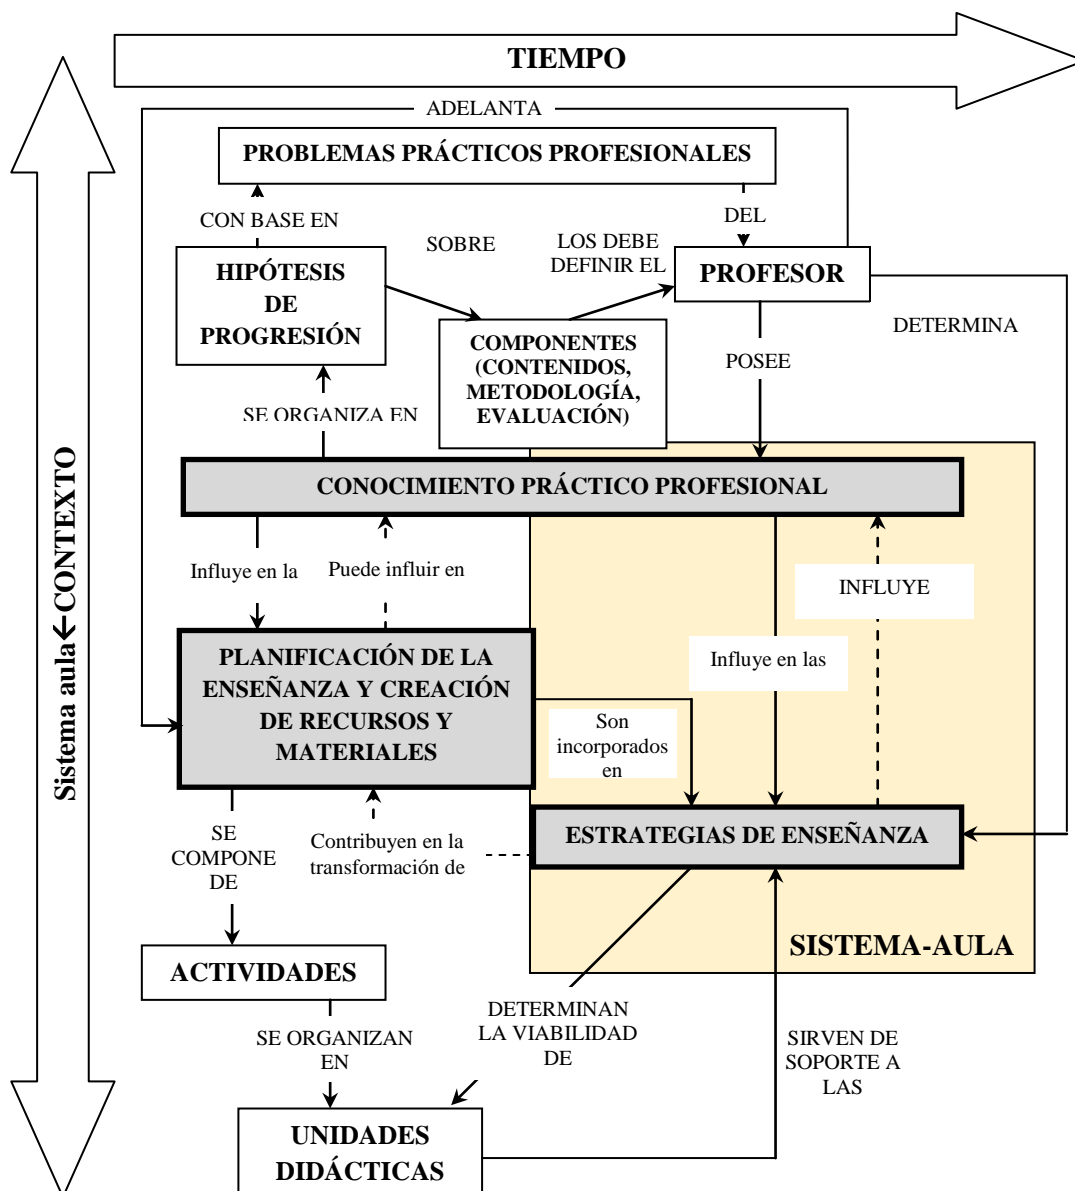 TIEMPO
ADELANTA
PROBLEMAS PRÁCTICOS PROFESIONALES
CON BASE EN
SOBRE
LOS DEBE
DEFINIR EL
DEL
HIPÓTESIS
DE
PROGRESIÓN
PROFESOR
DETERMINA
COMPONENTES
(CONTENIDOS,
METODOLOGÍA,
EVALUACIÓN)
POSEE
SE ORGANIZA EN
CONOCIMIENTO PRÁCTICO PROFESIONAL
Sistema aula←CONTEXTO
Influye en la
Puede influir en
INFLUYE
PLANIFICACIÓN DE LA
ENSEÑANZA Y CREACIÓN
DE RECURSOS Y
MATERIALES
Influye en las
Son
incorporados
en
SE
COMPONE
DE
Contribuyen en la
transformación de
ESTRATEGIAS DE ENSEÑANZA
SISTEMA-AULA
ACTIVIDADES
SE ORGANIZAN
EN
DETERMINAN
LA VIABILIDAD
DE
SIRVEN DE
SOPORTE A
LAS
UNIDADES
DIDÁCTICAS